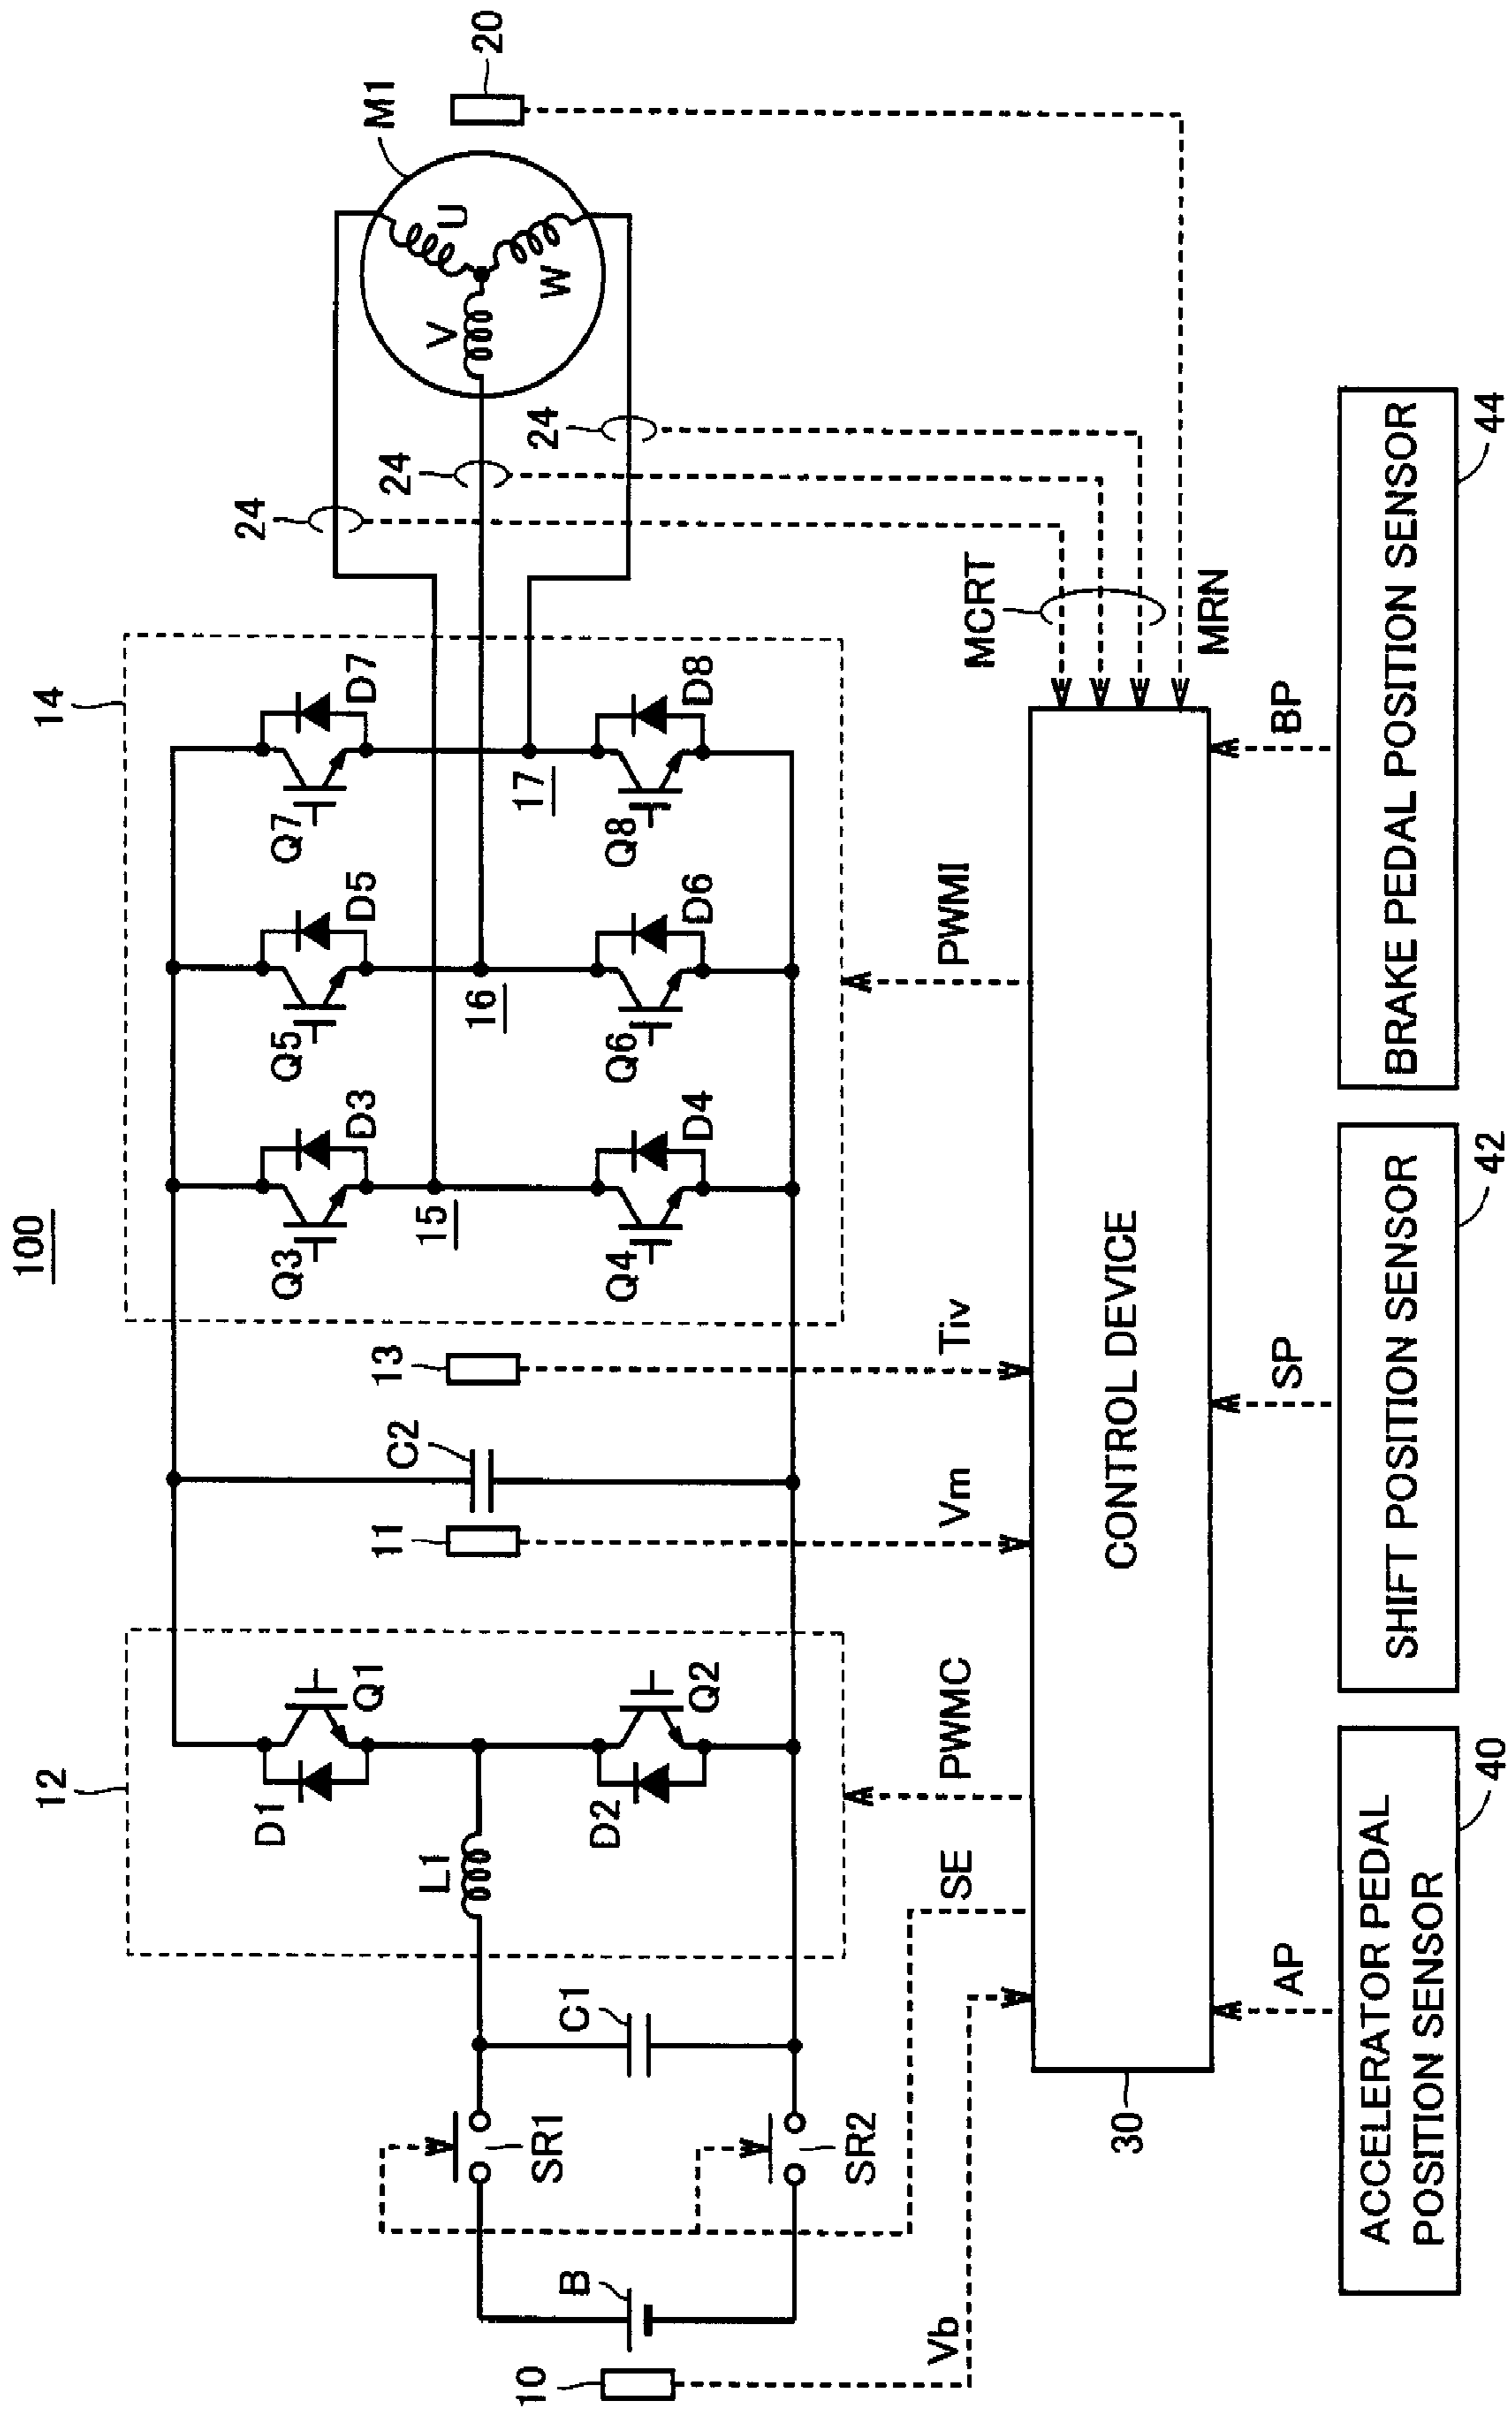 100
12
14
D1
Q1
L1
D2
Q2
10
B
SR1
SR2
C1
11
C2
13
Q3
D3
Q5
D5
Q7
D7
15
16
17
Q4
D4
Q6
D6
Q8
D8
24
24
24
M1
U
V
W
20
Vb
SE
PWMC
Vm
Tiv
PWMI
MCRT
MRN
30
CONTROL DEVICE
AP
SP
BP
ACCELERATOR PEDAL
POSITION SENSOR
40
SHIFT POSITION SENSOR
42
BRAKE PEDAL POSITION SENSOR
44